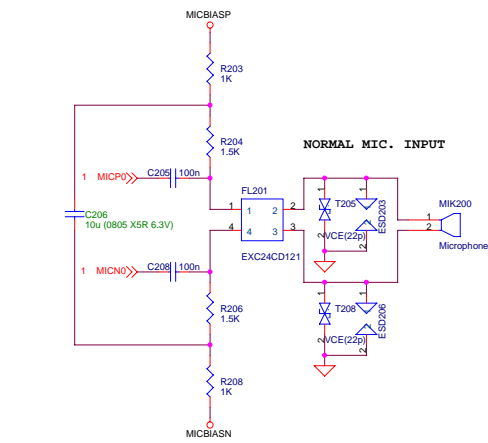 MICBIASP
R203
1K
R204
1.5K
NORMAL MIC. INPUT
1 MICP0
C205 100n
FL201
1 1 2 2
4 4 3 3
EXC24CD121
1 T205
2 VCE(22p)
1 ESD203
2
MIK200
1
2
Microphone
C206
10u (0805 X5R 6.3V)
1 MICN0
C208 100n
R206
1.5K
1 T208
2 VCE(22p)
1 ESD206
2
R208
1K
MICBIASN